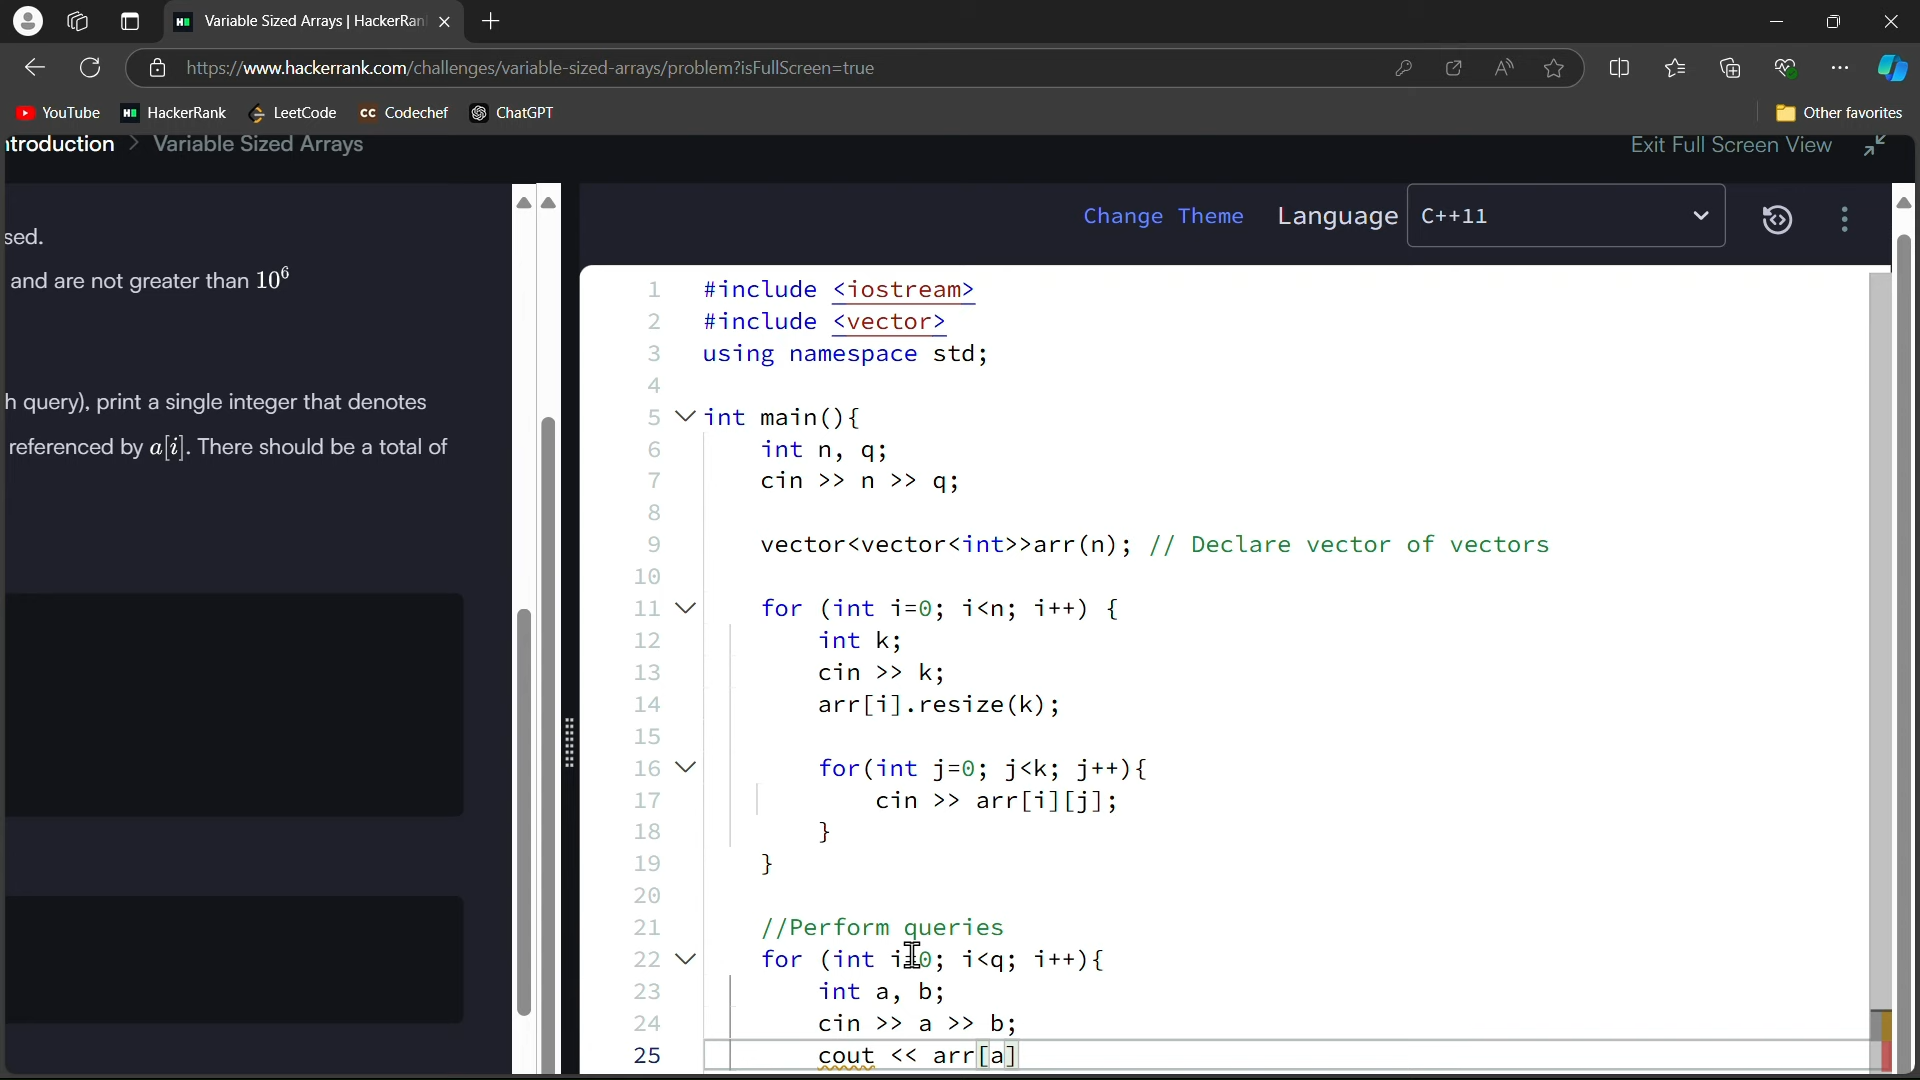 Variable Sized Arrays | HackerRan
https://www.hackerrank.com/challenges/variable-sized-arrays/problem?isFullScreen=true
YouTube HackerRank LeetCode Codechef ChatGPT Other favorites
ntroduction > Variable Sized Arrays Exit Full Screen View
sed.
and are not greater than 10⁶
h query), print a single integer that denotes
referenced by a[i]. There should be a total of
Change Theme Language C++11
1 #include <iostream>
2 #include <vector>
3 using namespace std;
4
5 int main(){
6 int n, q;
7 cin >> n >> q;
8
9 vector<vector<int>>arr(n); // Declare vector of vectors
10
11 for (int i=0; i<n; i++) {
12 int k;
13 cin >> k;
14 arr[i].resize(k);
15
16 for(int j=0; j<k; j++){
17 cin >> arr[i][j];
18 }
19 }
20
21 //Perform queries
22 for (int i=0; i<q; i++){
23 int a, b;
24 cin >> a >> b;
25 cout << arr[a]